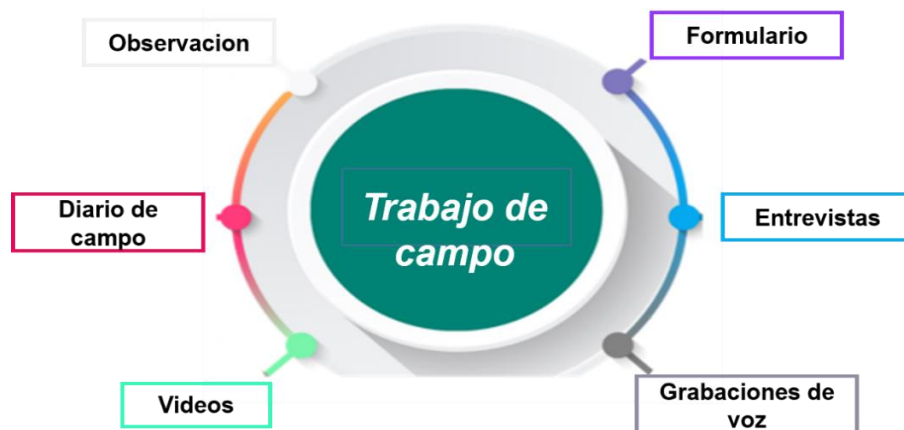 Observacion
Formulario
Diario de
campo
Trabajo de
campo
Entrevistas
Videos
Grabaciones de
voz